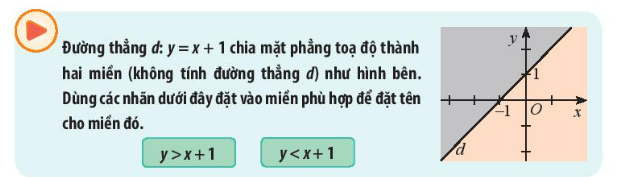 Đường thẳng d: y = x + 1 chia mặt phẳng toạ độ thành
hai miền (không tính đường thẳng d) như hình bên.
Dùng các nhãn dưới đây đặt vào miền phù hợp để đặt tên
cho miền đó.
y > x + 1
y < x + 1
y
1
-1
O
x
d